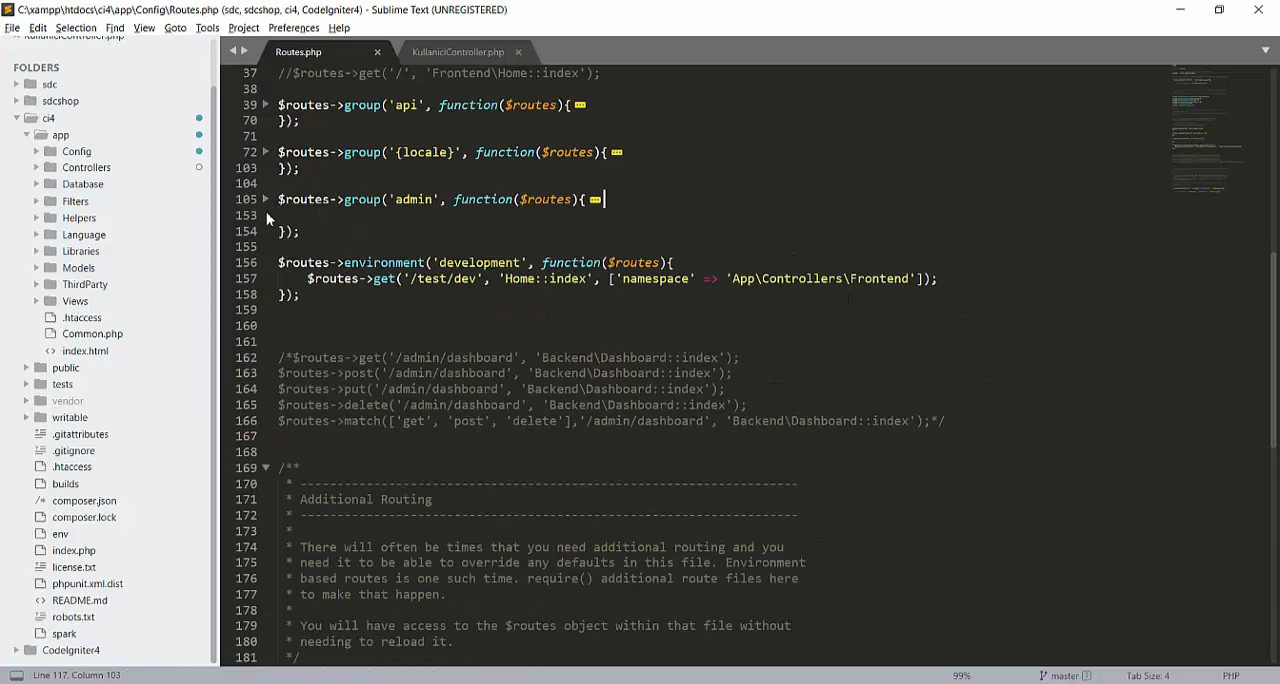 C:\xampp\htdocs\ci4\app\Config\Routes.php (sdc, sdcshop, ci4, CodeIgniter4) - Sublime Text (UNREGISTERED)
File Edit Selection Find View Goto Tools Project Preferences Help
KullaniciController.php
Routes.php
KullaniciController.php
FOLDERS
sdc
sdcshop
ci4
app
Config
Controllers
Database
Filters
Helpers
Language
Libraries
Models
ThirdParty
Views
.htaccess
Common.php
index.html
public
tests
vendor
writable
.gitattributes
.gitignore
.htaccess
builds
composer.json
composer.lock
env
index.php
license.txt
phpunit.xml.dist
README.md
robots.txt
spark
CodeIgniter4
37 //$routes->get('/', 'Frontend\Home::index');
38
39 $routes->group('api', function($routes){
70 });
71
72 $routes->group('{locale}', function($routes){
103 });
104
105 $routes->group('admin', function($routes){
153
154 });
155
156 $routes->environment('development', function($routes){
157 $routes->get('/test/dev', 'Home::index', ['namespace' => 'App\Controllers\Frontend']);
158 });
159
160
161
162 /*$routes->get('/admin/dashboard', 'Backend\Dashboard::index');
163 $routes->post('/admin/dashboard', 'Backend\Dashboard::index');
164 $routes->put('/admin/dashboard', 'Backend\Dashboard::index');
165 $routes->delete('/admin/dashboard', 'Backend\Dashboard::index');
166 $routes->match(['get', 'post', 'delete'],'/admin/dashboard', 'Backend\Dashboard::index');*/
167
168
169 /**
170 * --------------------------------------------------------------------
171 * Additional Routing
172 * --------------------------------------------------------------------
173 *
174 * There will often be times that you need additional routing and you
175 * need it to be able to override any defaults in this file. Environment
176 * based routes is one such time. require() additional route files here
177 * to make that happen.
178 *
179 * You will have access to the $routes object within that file without
180 * needing to reload it.
181 */
Line 117, Column 103
99%
master 7
Tab Size: 4
PHP